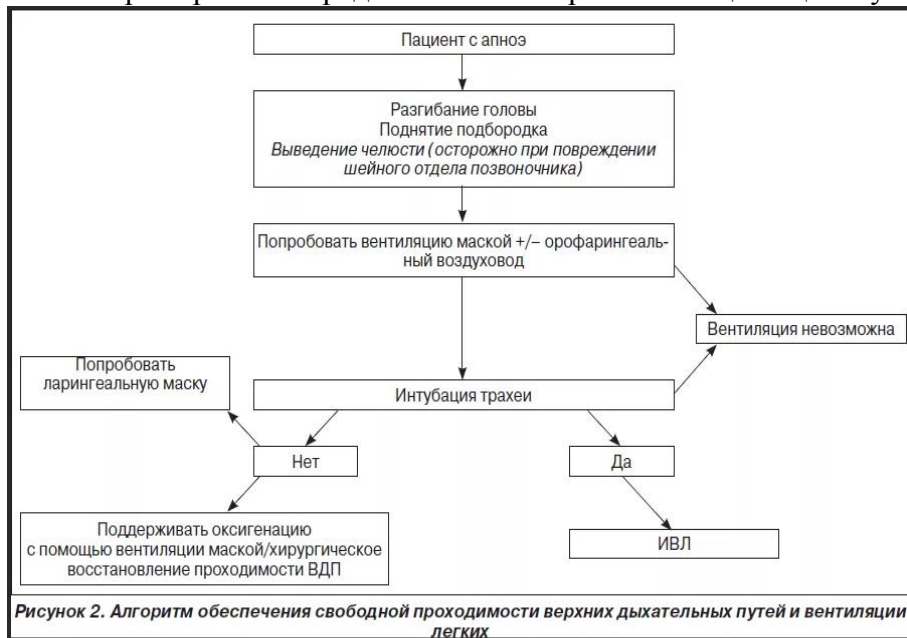 Пациент с апноэ
Разгибание головы
Поднятие подбородка
Выведение челюсти (осторожно при повреждении
шейного отдела позвоночника)
Попробовать вентиляцию маской +/– орофарингеаль-
ный воздуховод
Вентиляция невозможна
Попробовать
ларингеальную маску
Интубация трахеи
Нет
Да
Поддерживать оксигенацию
с помощью вентиляции маской/хирургическое
восстановление проходимости ВДП
ИВЛ
Рисунок 2. Алгоритм обеспечения свободной проходимости верхних дыхательных путей и вентиляции
легких